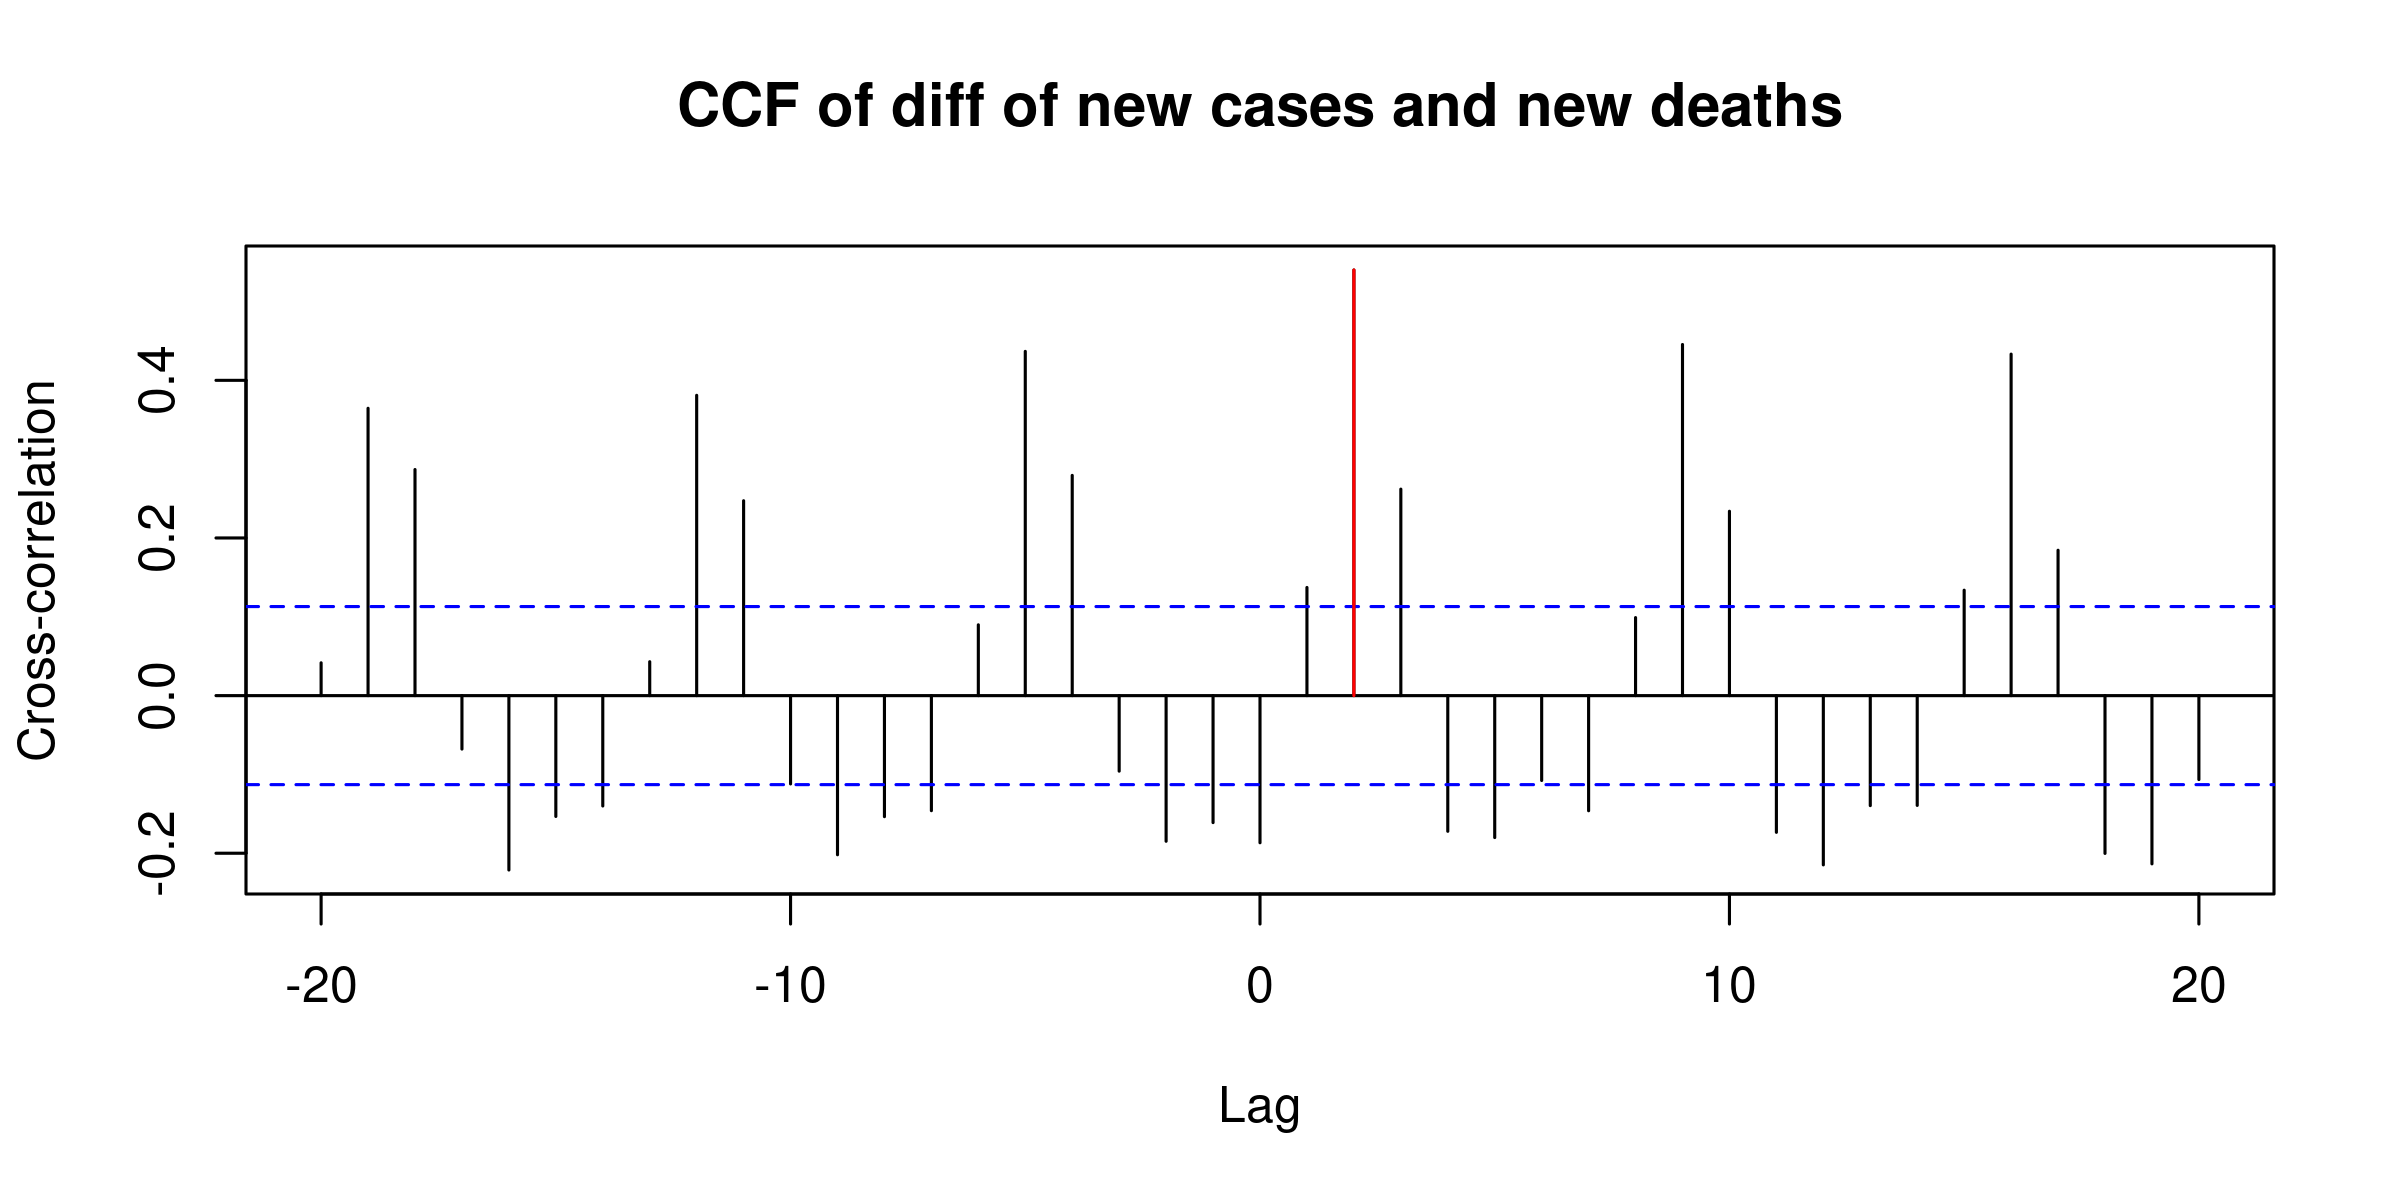 CCF of diff of new cases and new deaths
Cross-correlation
0.4
0.2
0.0
-0.2
-20 -10 0 10 20
Lag